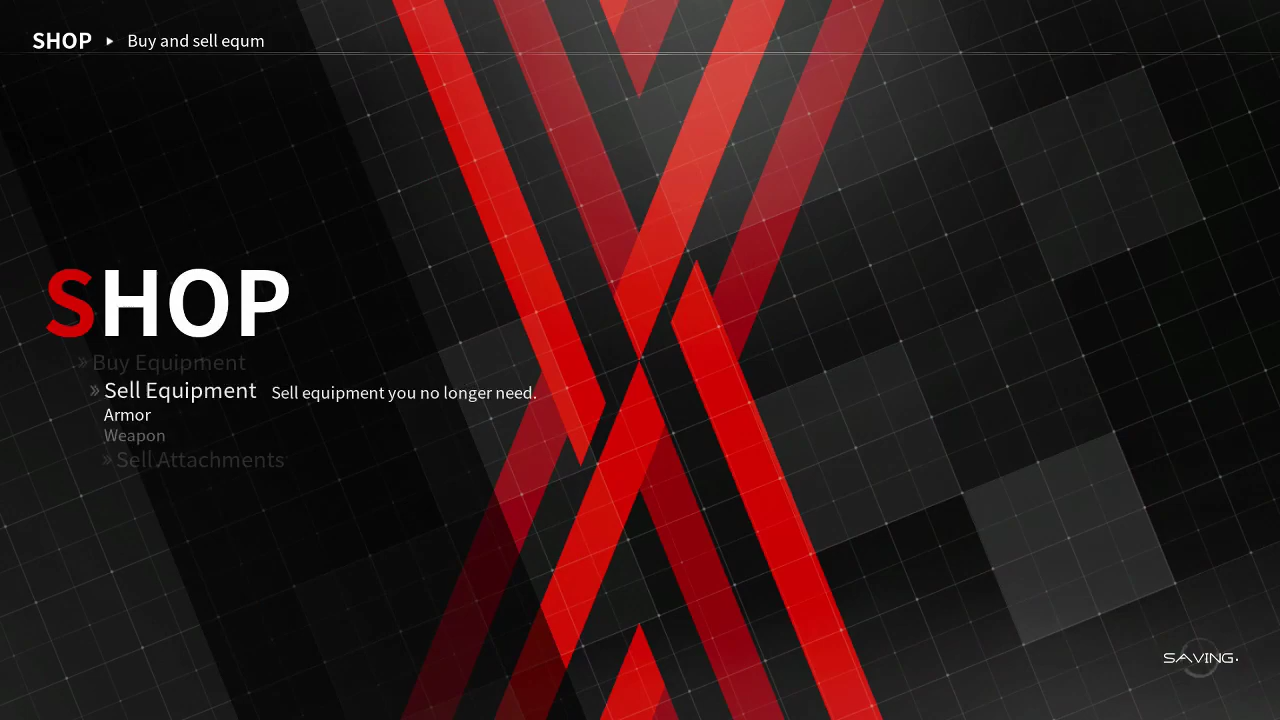 SHOP ▸ Buy and sell equm
SHOP
» Buy Equipment
» Sell Equipment Sell equipment you no longer need.
Armor
Weapon
» Sell Attachments
SAVING.